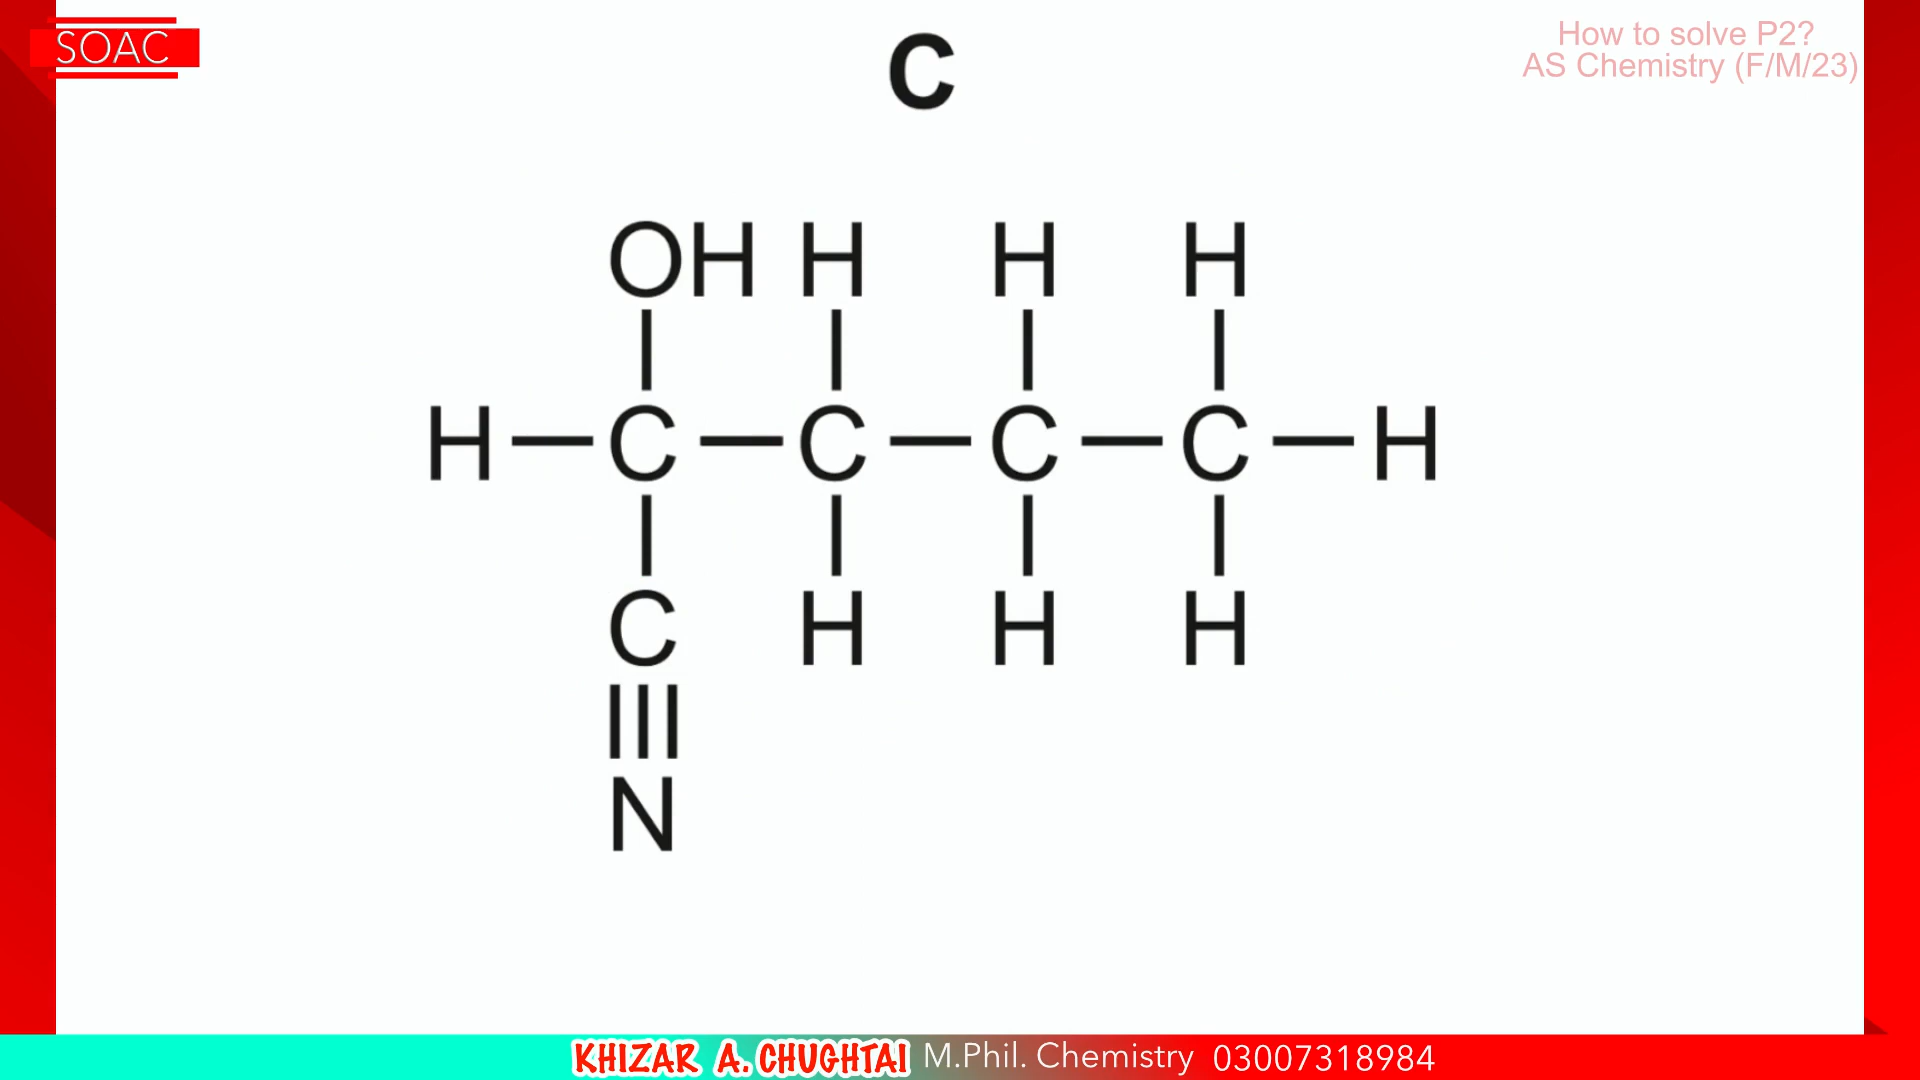 SOAC
How to solve P2?
AS Chemistry (F/M/23)
C
OH H H H
H—C—C—C—C—H
C H H H
N
KHIZAR A. CHUGHTAI M.Phil. Chemistry 03007318984